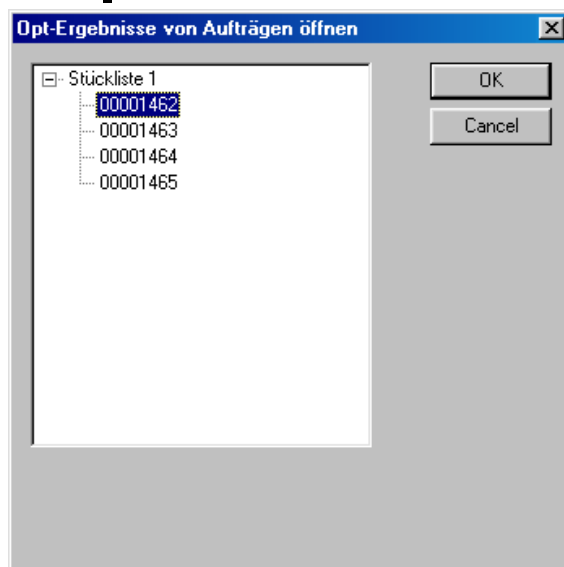 Opt-Ergebnisse von Aufträgen öffnen
Stückliste 1
00001462
00001463
00001464
00001465
OK
Cancel